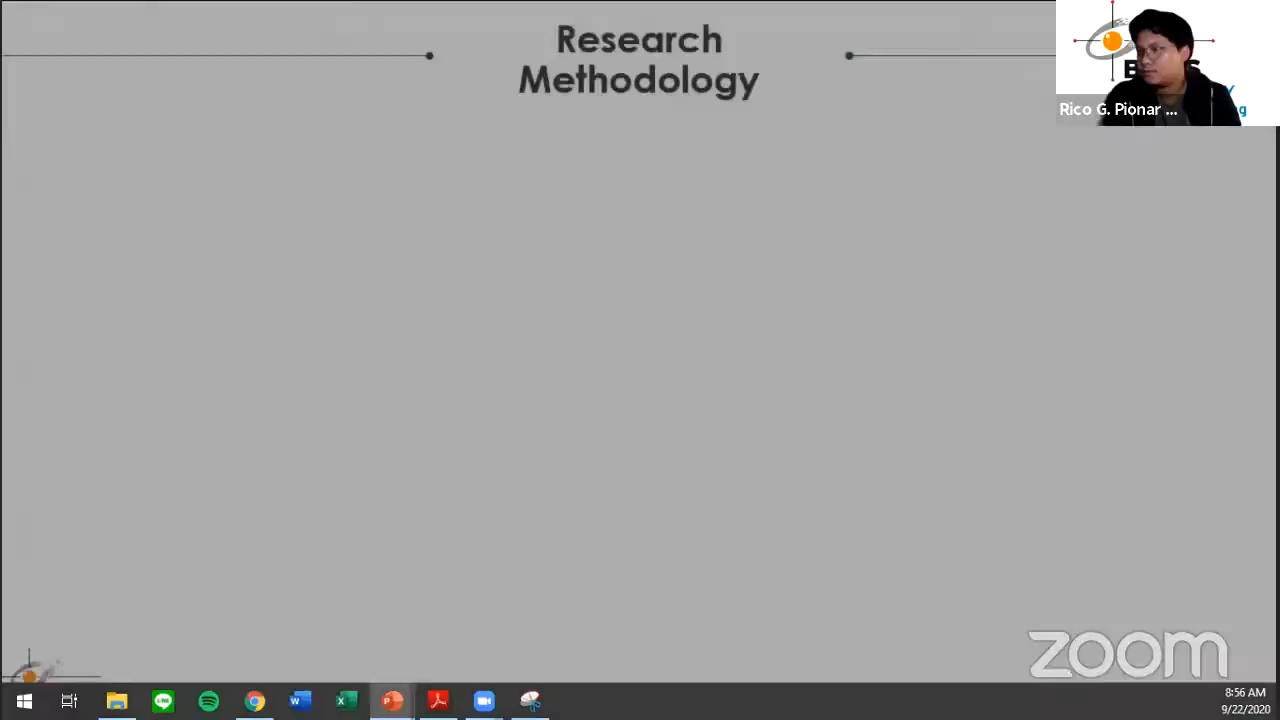 Research
Methodology
Rico G. Pionar ...
zoom
8:56 AM
9/22/2020